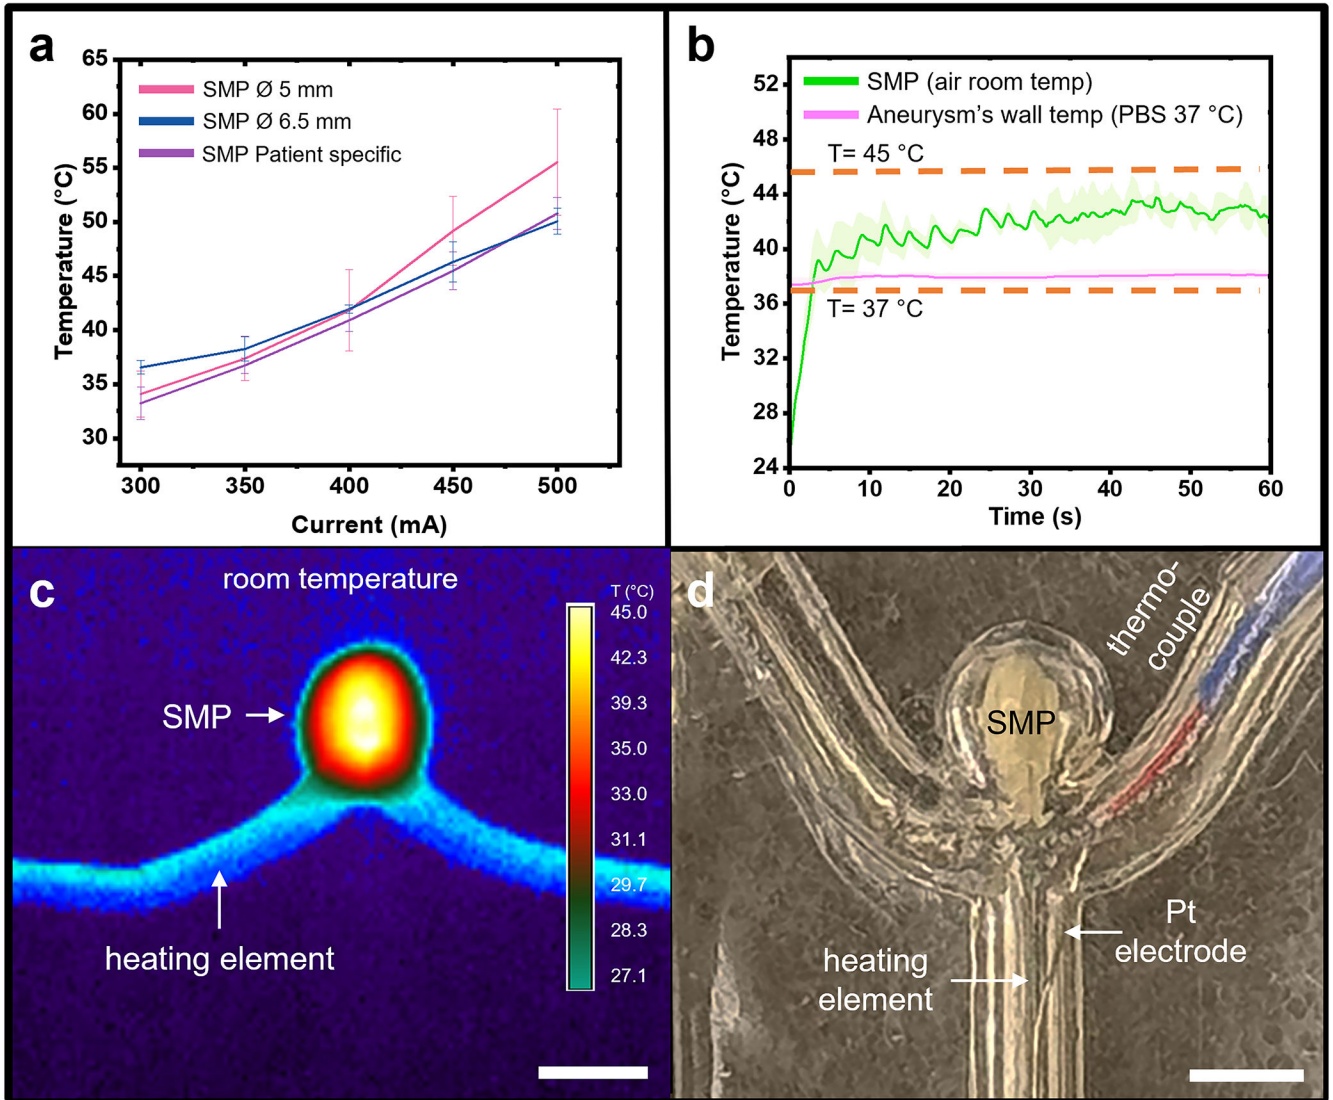 a
65
60
55
50
45
40
35
30
Temperature (°C)
SMP Ø 5 mm
SMP Ø 6.5 mm
SMP Patient specific
300 350 400 450 500
Current (mA)
b
52
48
44
40
36
32
28
24
Temperature (°C)
SMP (air room temp)
Aneurysm's wall temp (PBS 37 °C)
T= 45 °C
T= 37 °C
0 10 20 30 40 50 60
Time (s)
c
room temperature
SMP
heating element
T (°C)
45.0
42.3
39.3
35.0
33.0
31.1
29.7
28.3
27.1
d
thermo-
couple
SMP
Pt
electrode
heating
element